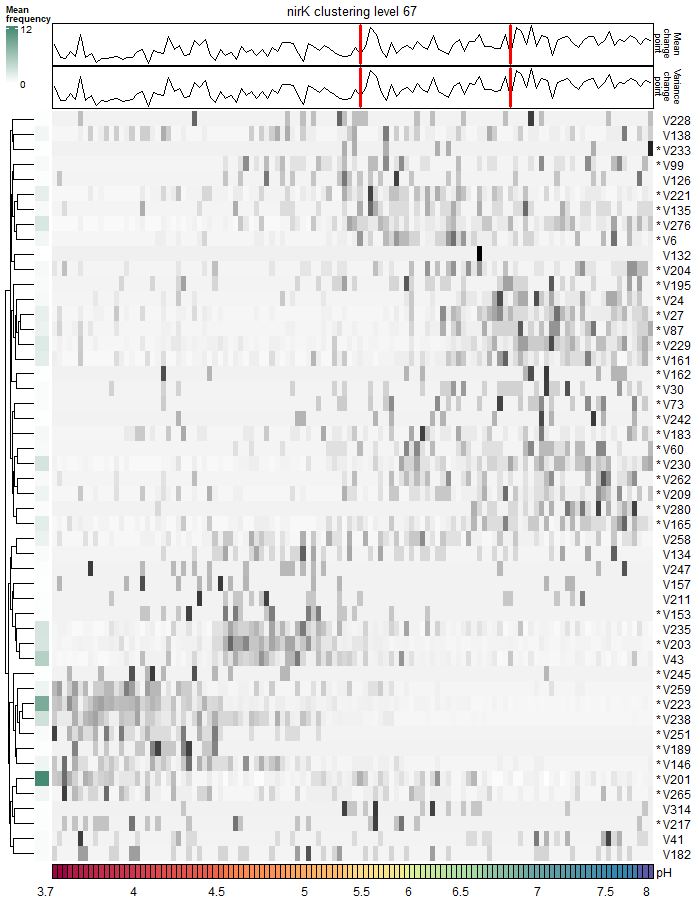 nirK clustering level 67
Mean
frequency
12
0
Mean
change
point
Variance
change
point
V228
V138
* V233
* V99
V126
* V221
* V135
* V276
* V6
V132
* V204
* V195
* V24
* V27
* V87
* V229
* V161
* V162
* V30
* V73
* V242
* V183
* V60
* V230
* V262
* V209
* V280
* V165
V258
V134
V247
V157
V211
* V153
V235
* V203
V43
* V245
* V259
* V223
* V238
* V251
* V189
* V146
* V201
* V265
V314
* V217
V41
V182
pH
3.7 4 4.5 5 5.5 6 6.5 7 7.5 8